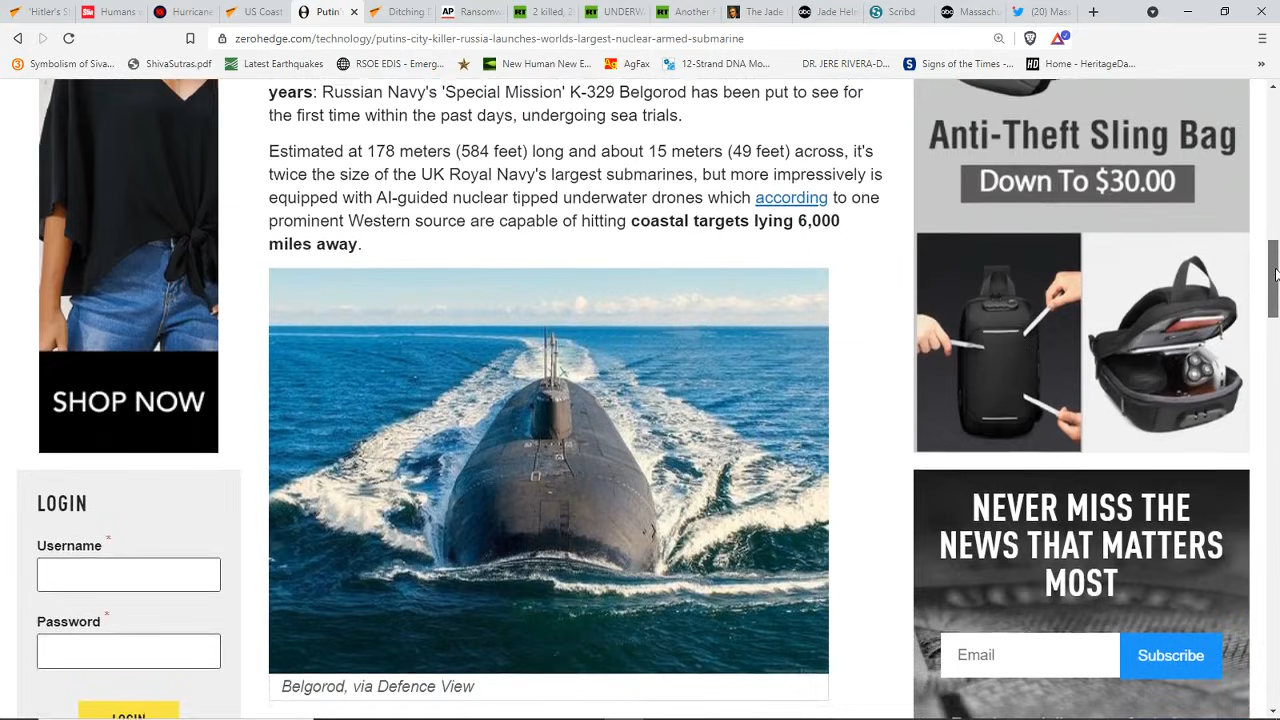 'Hitler's
Humans v
Hurricane
US Coast
Putin's
Ditching
Ransomw
2 killed, 2
UNDERW
Another F
The Jade
Jade Heli
Scribd
Massachu
(20) Mass
zerohedge.com/technology/putins-city-killer-russia-launches-worlds-largest-nuclear-armed-submarine
Symbolism of Siva...
ShivaSutras.pdf
Latest Earthquakes
RSOE EDIS - Emerg...
New Human New E...
AgFax
12-Strand DNA Mo...
DR. JERE RIVERA-D...
Signs of the Times -...
Home - HeritageDa...
years: Russian Navy's 'Special Mission' K-329 Belgorod has been put to see for
the first time within the past days, undergoing sea trials.
Estimated at 178 meters (584 feet) long and about 15 meters (49 feet) across, it's
twice the size of the UK Royal Navy's largest submarines, but more impressively is
equipped with AI-guided nuclear tipped underwater drones which according to one
prominent Western source are capable of hitting coastal targets lying 6,000
miles away.
Belgorod, via Defence View
SHOP NOW
LOGIN
Username *
Password *
LOGIN
Anti-Theft Sling Bag
Down To $30.00
NEVER MISS THE
NEWS THAT MATTERS
MOST
Email
Subscribe